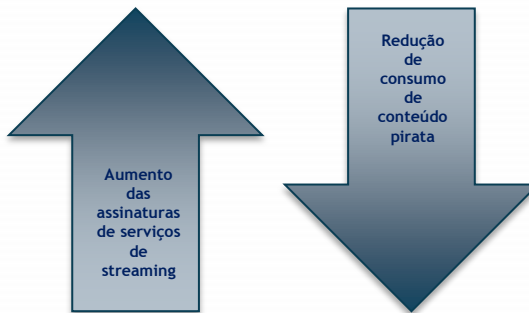 Aumento
das
assinaturas
de serviços
de
streaming
Redução
de
consumo
de
conteúdo
pirata